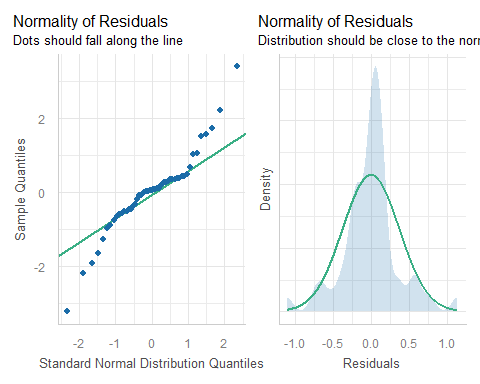 Normality of Residuals
Dots should fall along the line
Sample Quantiles
2
0
-2
-2 -1 0 1 2
Standard Normal Distribution Quantiles
Normality of Residuals
Distribution should be close to the norr
Density
-1.0 -0.5 0.0 0.5 1.0
Residuals